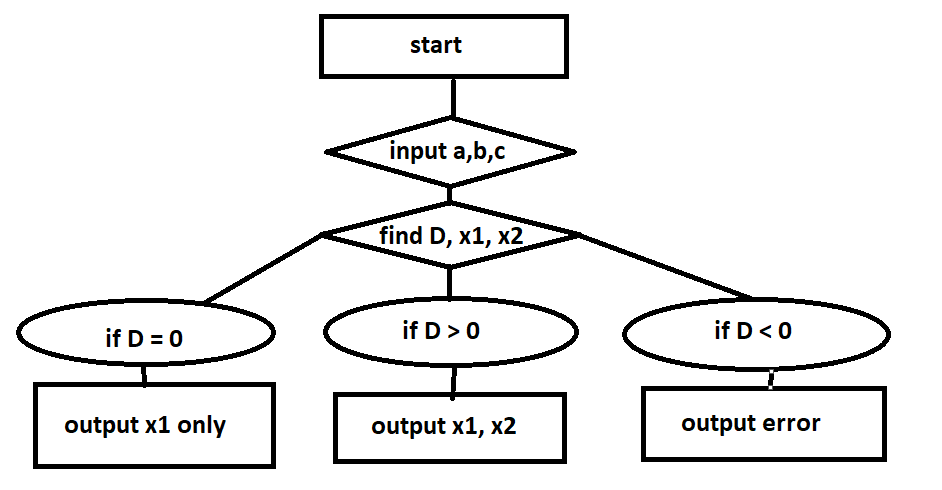 start
input a,b,c
find D, x1, x2
if D = 0
if D > 0
if D < 0
output x1 only
output x1, x2
output error